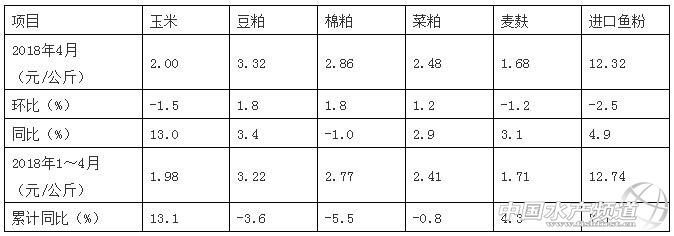 项目 玉米 豆粕 棉粕 菜粕 麦麸 进口鱼粉
2018年4月
（元/公斤） 2.00 3.32 2.86 2.48 1.68 12.32
环比（%） -1.5 1.8 1.8 1.2 -1.2 -2.5
同比（%） 13.0 3.4 -1.0 2.9 3.1 4.9
2018年1～4月
（元/公斤） 1.98 3.22 2.77 2.41 1.71 12.74
累计同比（%） 13.1 -3.6 -5.5 -0.8 4.3
中国水产频道